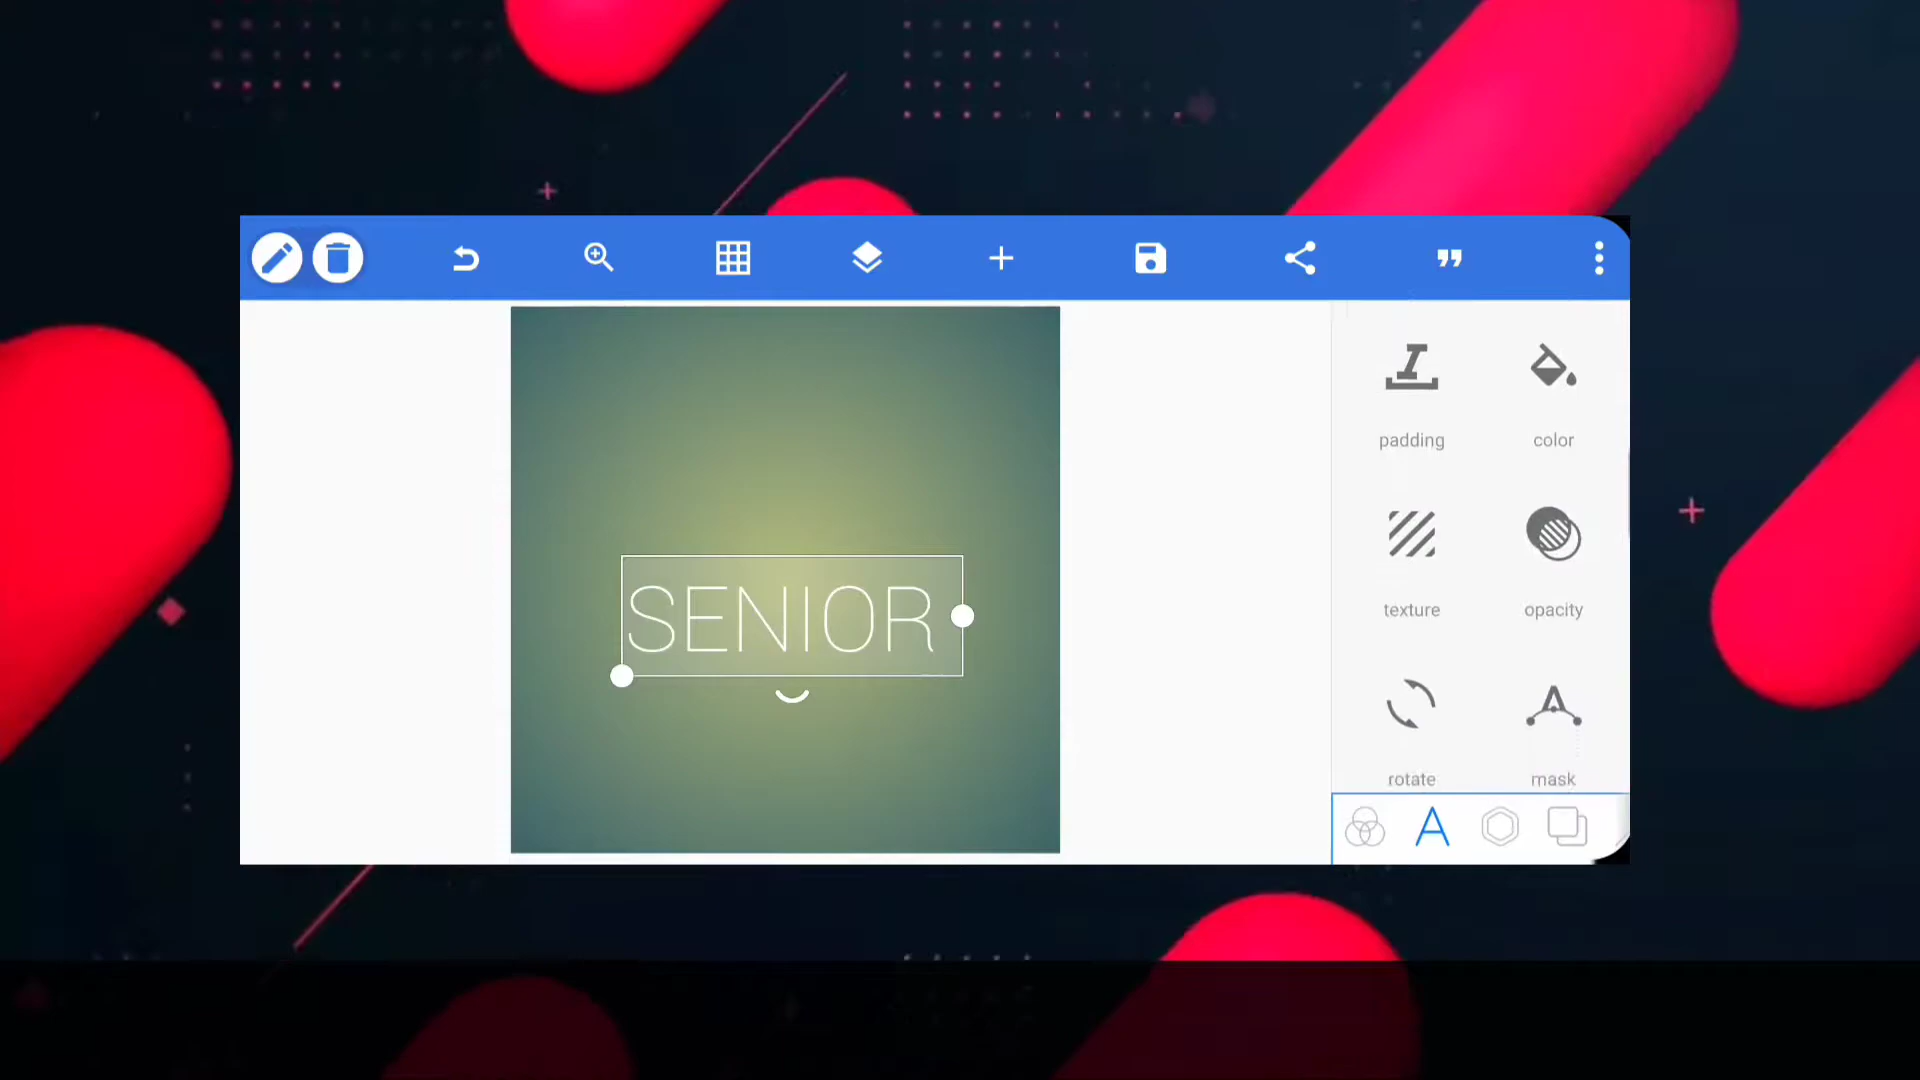 padding
color
SENIOR
texture
opacity
rotate
mask